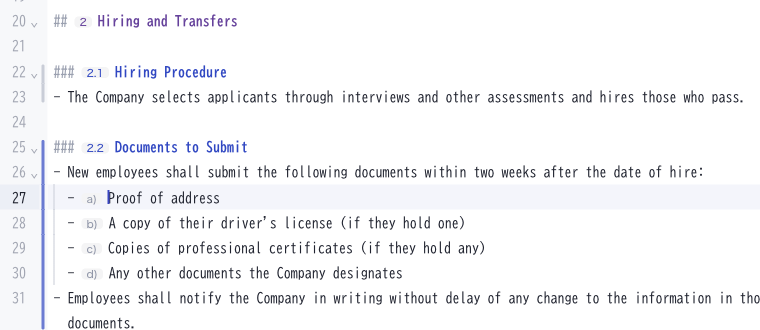 20 ## 2 Hiring and Transfers
21
22 ### 2.1 Hiring Procedure
23 - The Company selects applicants through interviews and other assessments and hires those who pass.
24
25 ### 2.2 Documents to Submit
26 - New employees shall submit the following documents within two weeks after the date of hire:
27 - a) Proof of address
28 - b) A copy of their driver's license (if they hold one)
29 - c) Copies of professional certificates (if they hold any)
30 - d) Any other documents the Company designates
31 - Employees shall notify the Company in writing without delay of any change to the information in tho
documents.